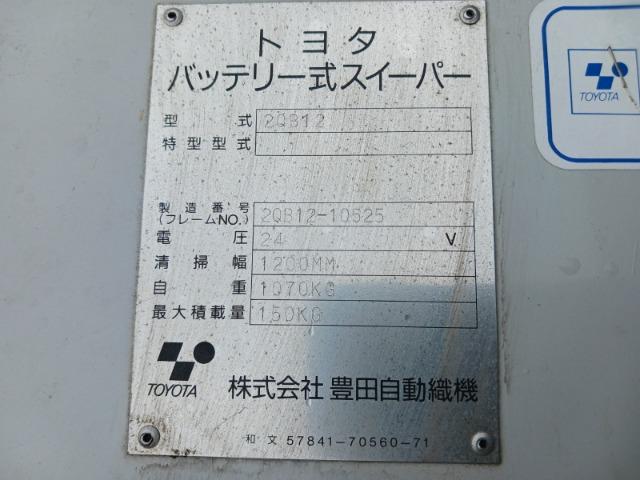 トヨタ
バッテリー式スイーパー
型式 2QB12
特型型式
製造番号
(フレームNO.) 2QB12-10525
電圧 24 V
清掃幅 1200MM
自重 1070KG
最大積載量 150KG
TOYOTA 株式会社 豊田自動織機
和文 57841-70560-71
TOYOTA